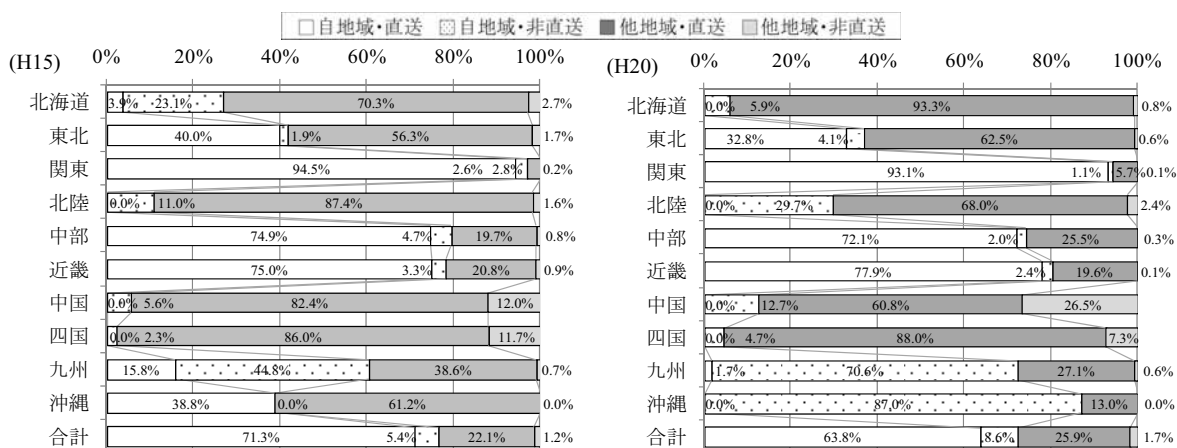 □自地域・直送 自地域・非直送 ■他地域・直送 他地域・非直送
(H15) 0% 20% 40% 60% 80% 100%
北海道 3.9% 23.1% 70.3% 2.7%
東北 40.0% 1.9% 56.3% 1.7%
関東 94.5% 2.6% 2.8% 0.2%
北陸 0.0% 11.0% 87.4% 1.6%
中部 74.9% 4.7% 19.7% 0.8%
近畿 75.0% 3.3% 20.8% 0.9%
中国 0.0% 5.6% 82.4% 12.0%
四国 0.0% 2.3% 86.0% 11.7%
九州 15.8% 44.8% 38.6% 0.7%
沖縄 38.8% 0.0% 61.2% 0.0%
合計 71.3% 5.4% 22.1% 1.2%
(H20) 0% 20% 40% 60% 80% 100%
北海道 0.0% 5.9% 93.3% 0.8%
東北 32.8% 4.1% 62.5% 0.6%
関東 93.1% 1.1% 5.7% 0.1%
北陸 0.0% 29.7% 68.0% 2.4%
中部 72.1% 2.0% 25.5% 0.3%
近畿 77.9% 2.4% 19.6% 0.1%
中国 0.0% 12.7% 60.8% 26.5%
四国 0.0% 4.7% 88.0% 7.3%
九州 1.7% 70.6% 27.1% 0.6%
沖縄 0.0% 87.0% 13.0% 0.0%
合計 63.8% 8.6% 25.9% 1.7%